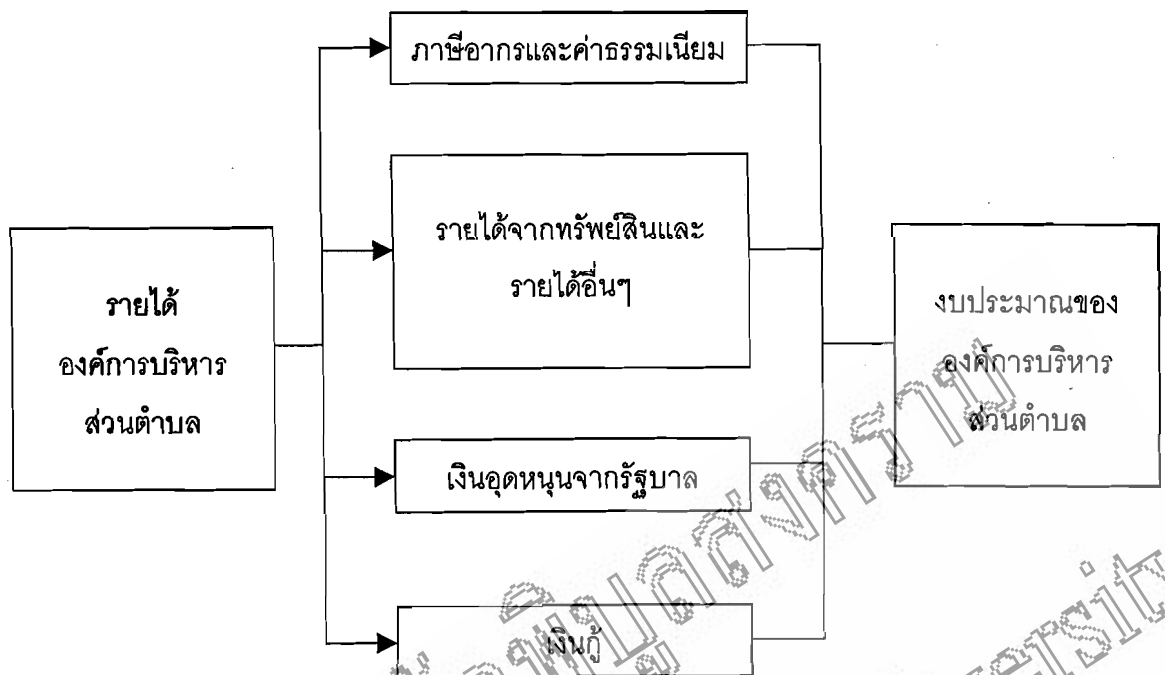 ภาษีอากรและค่าธรรมเนียม
รายได้จากทรัพย์สินและ
รายได้อื่นๆ
รายได้
องค์การบริหาร
ส่วนตำบล
งบประมาณของ
องค์การบริหาร
ส่วนตำบล
เงินอุดหนุนจากรัฐบาล
เงินกู้